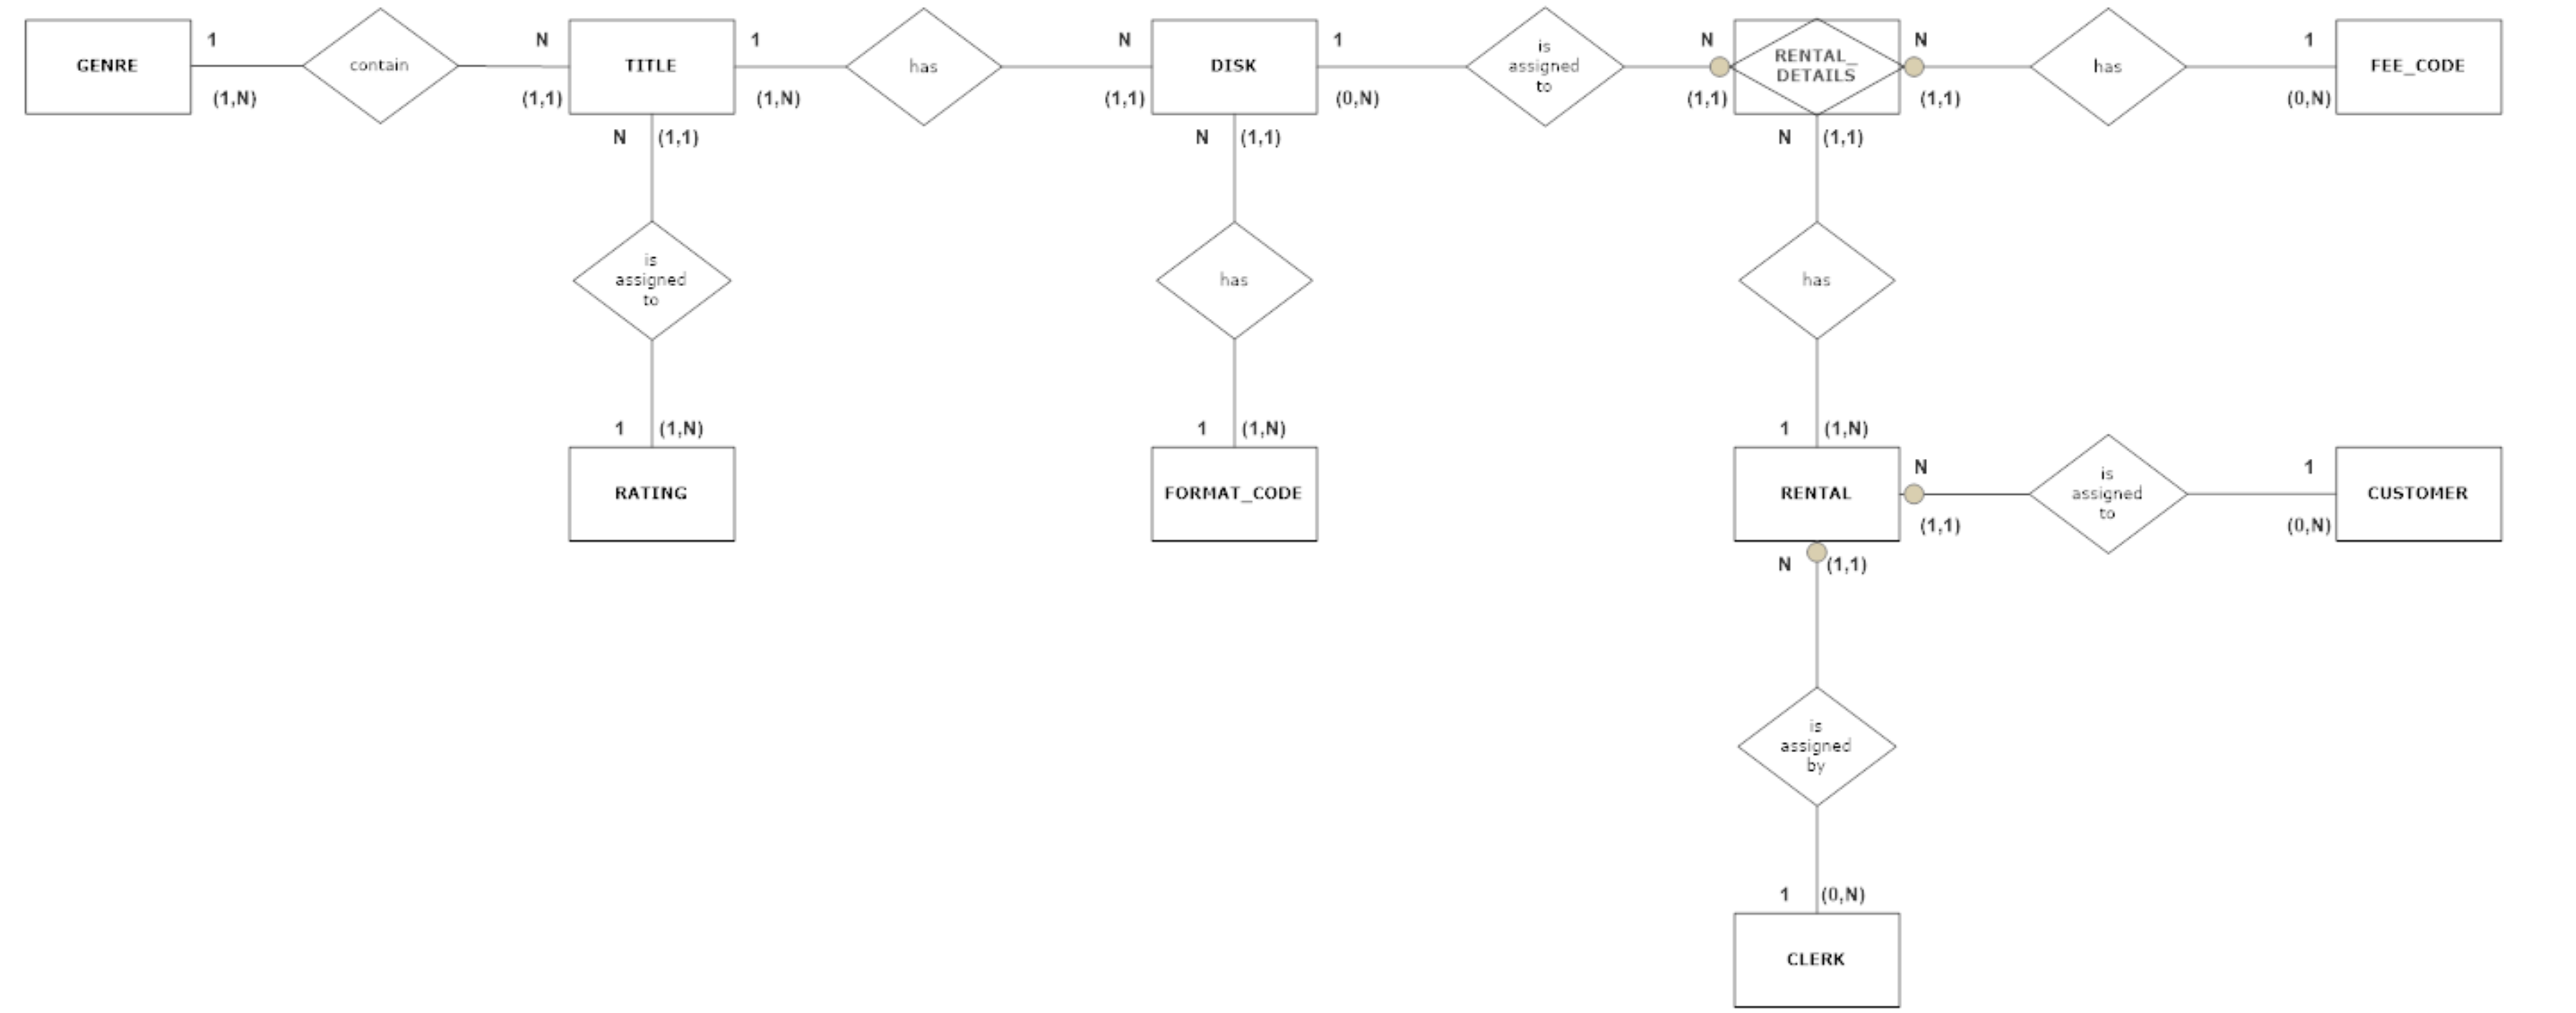 GENRE
1
(1,N)
contain
N
(1,1)
TITLE
1
(1,N)
has
N
(1,1)
DISK
1
(0,N)
is
assigned
to
N
(1,1)
RENTAL_
DETAILS
N
(1,1)
has
1
(0,N)
FEE_CODE
N (1,1)
is
assigned
to
1 (1,N)
RATING
N (1,1)
has
1 (1,N)
FORMAT_CODE
N (1,1)
has
1 (1,N)
RENTAL
N
(1,1)
is
assigned
to
1
(0,N)
CUSTOMER
N (1,1)
is
assigned
by
1 (0,N)
CLERK